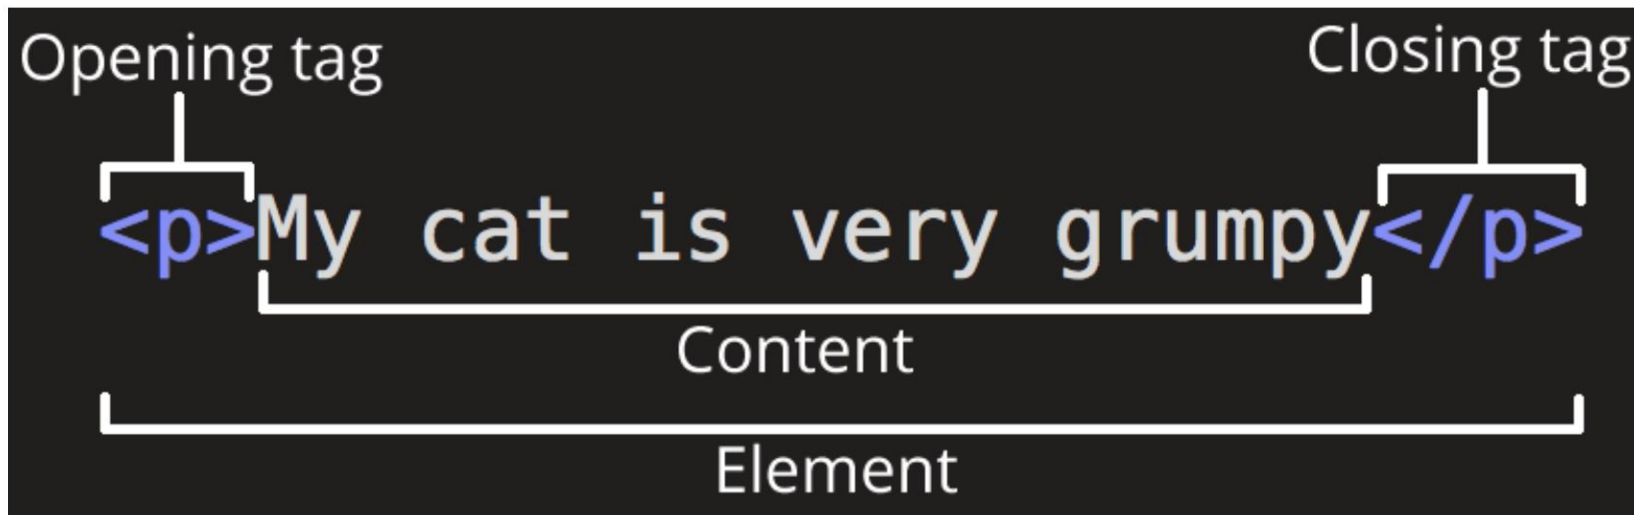 Opening tag
Closing tag
<p>My cat is very grumpy</p>
Content
Element